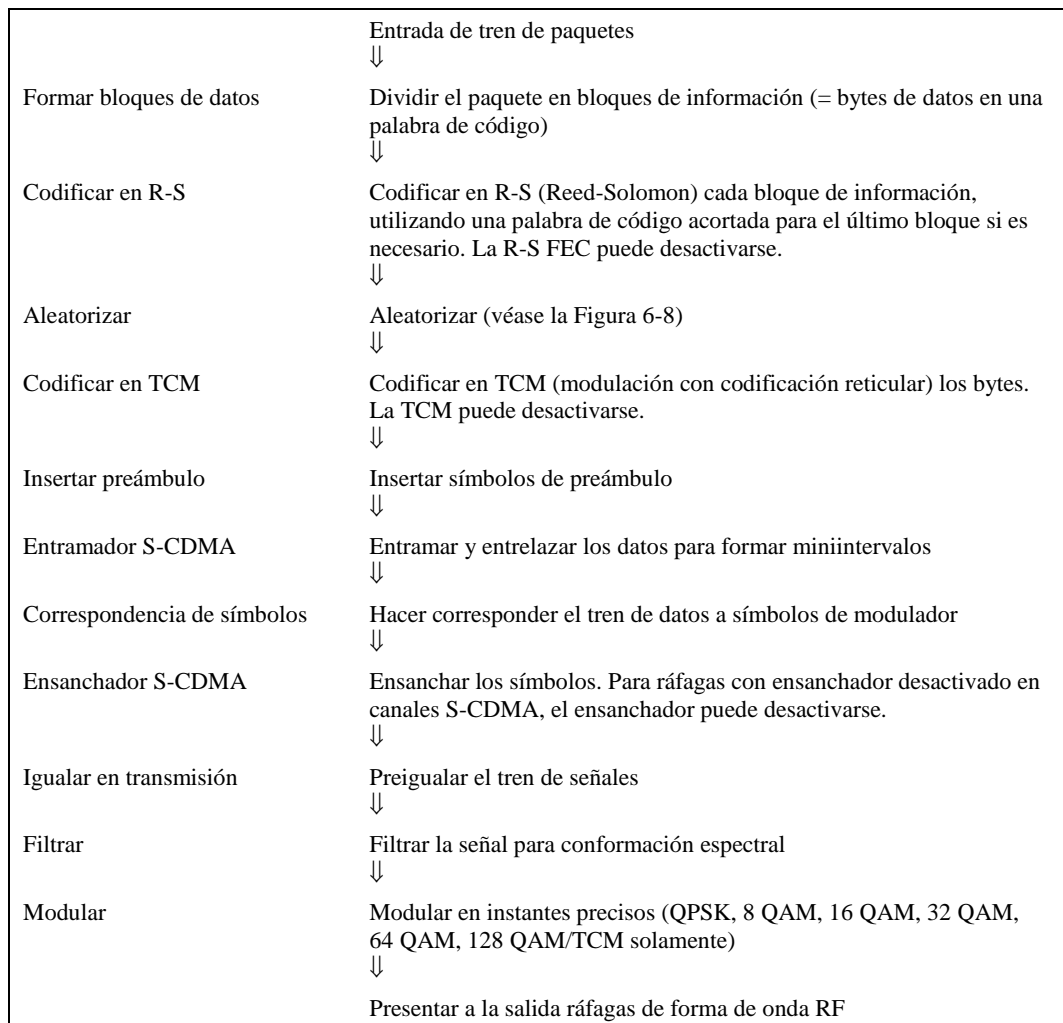 Entrada de tren de paquetes
⇓
Formar bloques de datos Dividir el paquete en bloques de información (= bytes de datos en una
palabra de código)
⇓
Codificar en R-S Codificar en R-S (Reed-Solomon) cada bloque de información,
utilizando una palabra de código acortada para el último bloque si es
necesario. La R-S FEC puede desactivarse.
⇓
Aleatorizar Aleatorizar (véase la Figura 6-8)
⇓
Codificar en TCM Codificar en TCM (modulación con codificación reticular) los bytes.
La TCM puede desactivarse.
⇓
Insertar preámbulo Insertar símbolos de preámbulo
⇓
Entramador S-CDMA Entramar y entrelazar los datos para formar miniintervalos
⇓
Correspondencia de símbolos Hacer corresponder el tren de datos a símbolos de modulador
⇓
Ensanchador S-CDMA Ensanchar los símbolos. Para ráfagas con ensanchador desactivado en
canales S-CDMA, el ensanchador puede desactivarse.
⇓
Igualar en transmisión Preigualar el tren de señales
⇓
Filtrar Filtrar la señal para conformación espectral
⇓
Modular Modular en instantes precisos (QPSK, 8 QAM, 16 QAM, 32 QAM,
64 QAM, 128 QAM/TCM solamente)
⇓
Presentar a la salida ráfagas de forma de onda RF